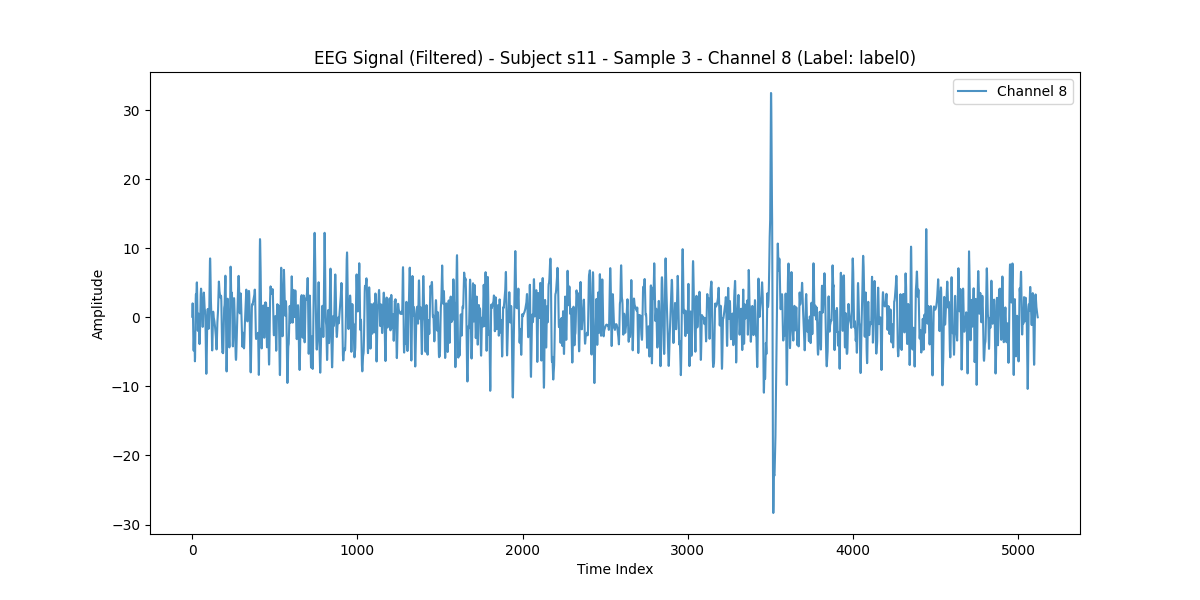 EEG Signal (Filtered) - Subject s11 - Sample 3 - Channel 8 (Label: label0)
Channel 8
30
20
10
0
−10
−20
−30
Amplitude
0 1000 2000 3000 4000 5000
Time Index